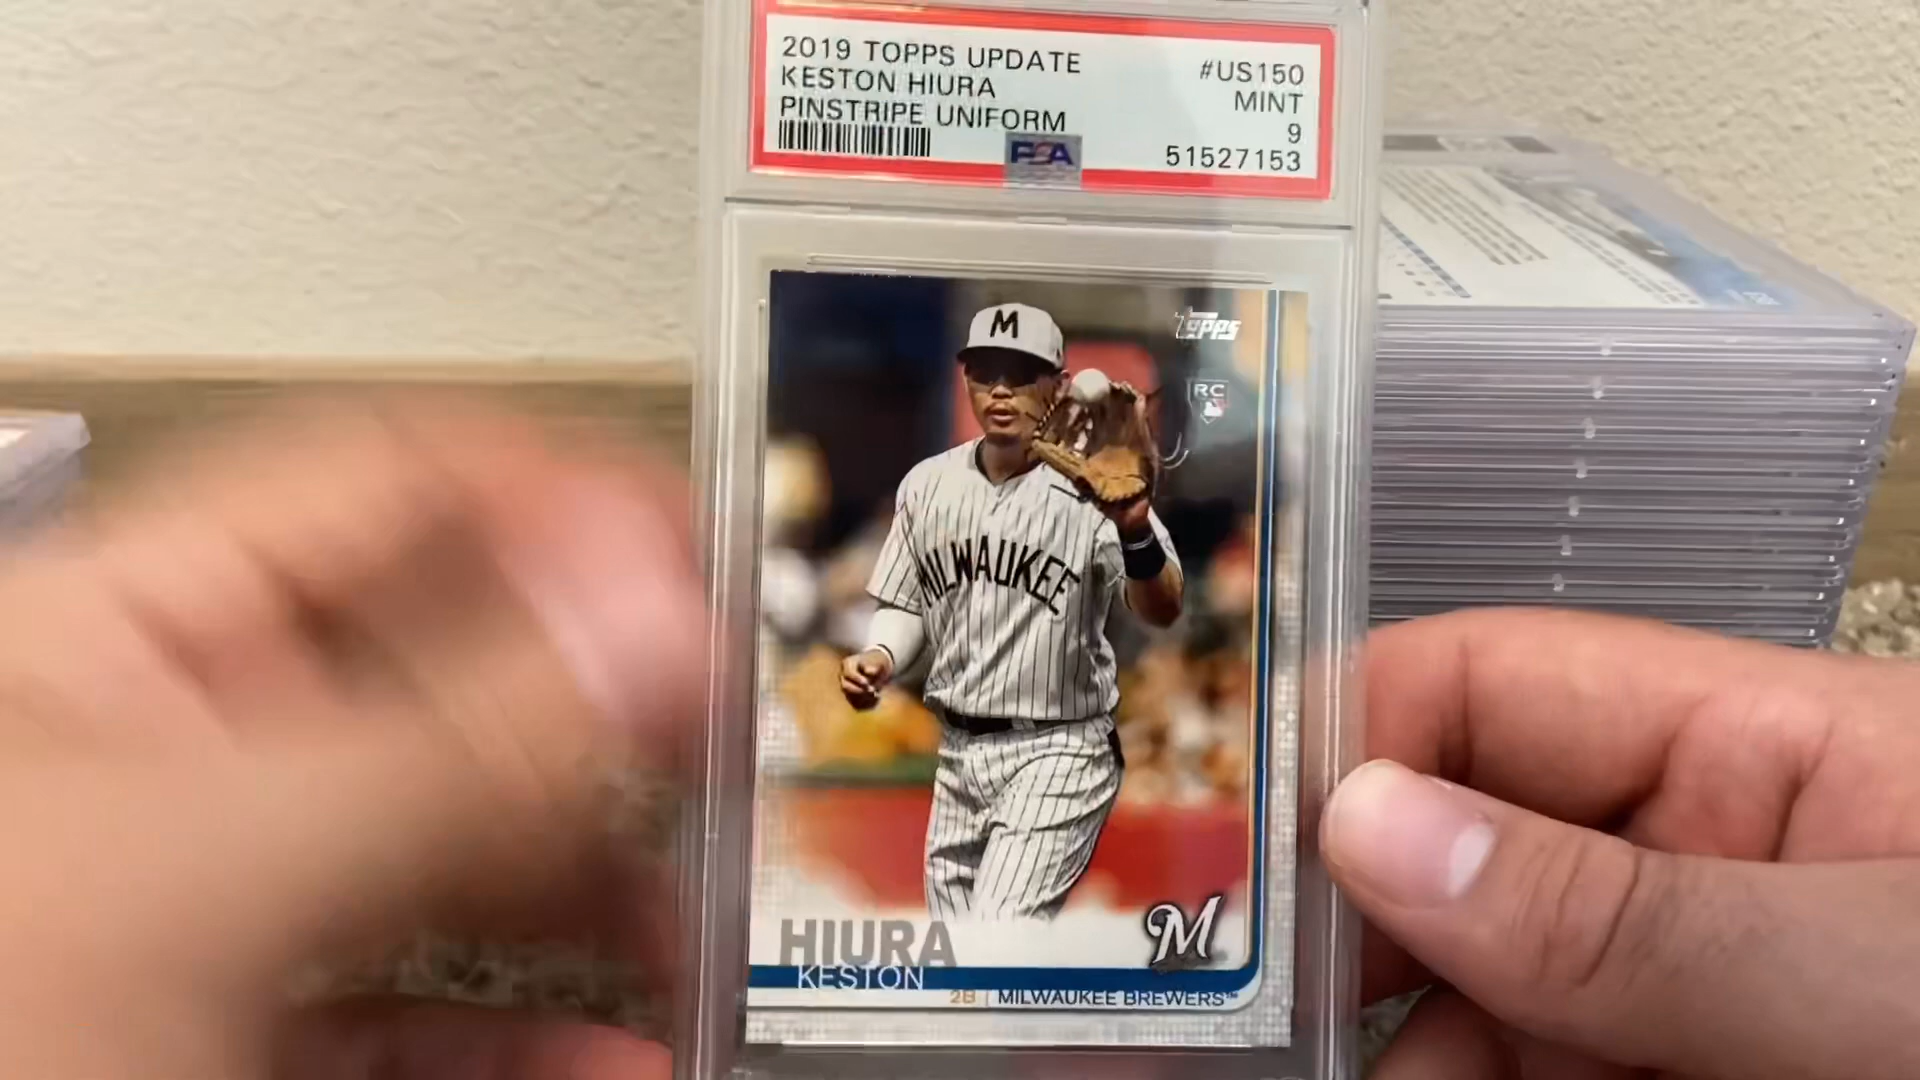 2019 TOPPS UPDATE
KESTON HIURA
PINSTRIPE UNIFORM
#US150
MINT
9
51527153
PSA
M
Topps
RC
MILWAUKEE
HIURA
KESTON
M
2B | MILWAUKEE BREWERS™